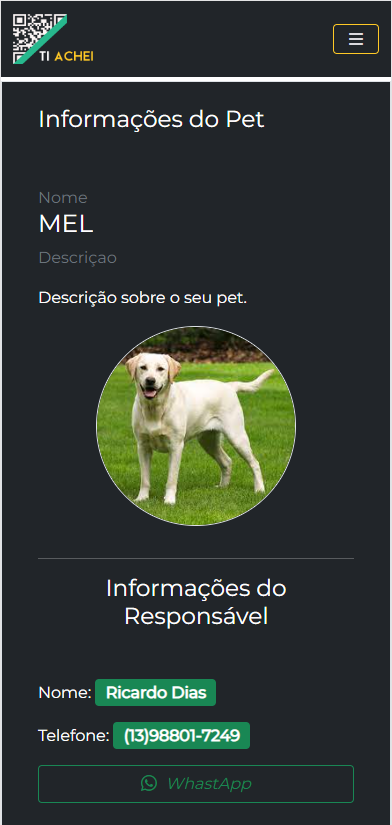 TI ACHEI
Informações do Pet
Nome
MEL
Descriçao
Descrição sobre o seu pet.
Informações do
Responsável
Nome: Ricardo Dias
Telefone: (13)98801-7249
WhastApp